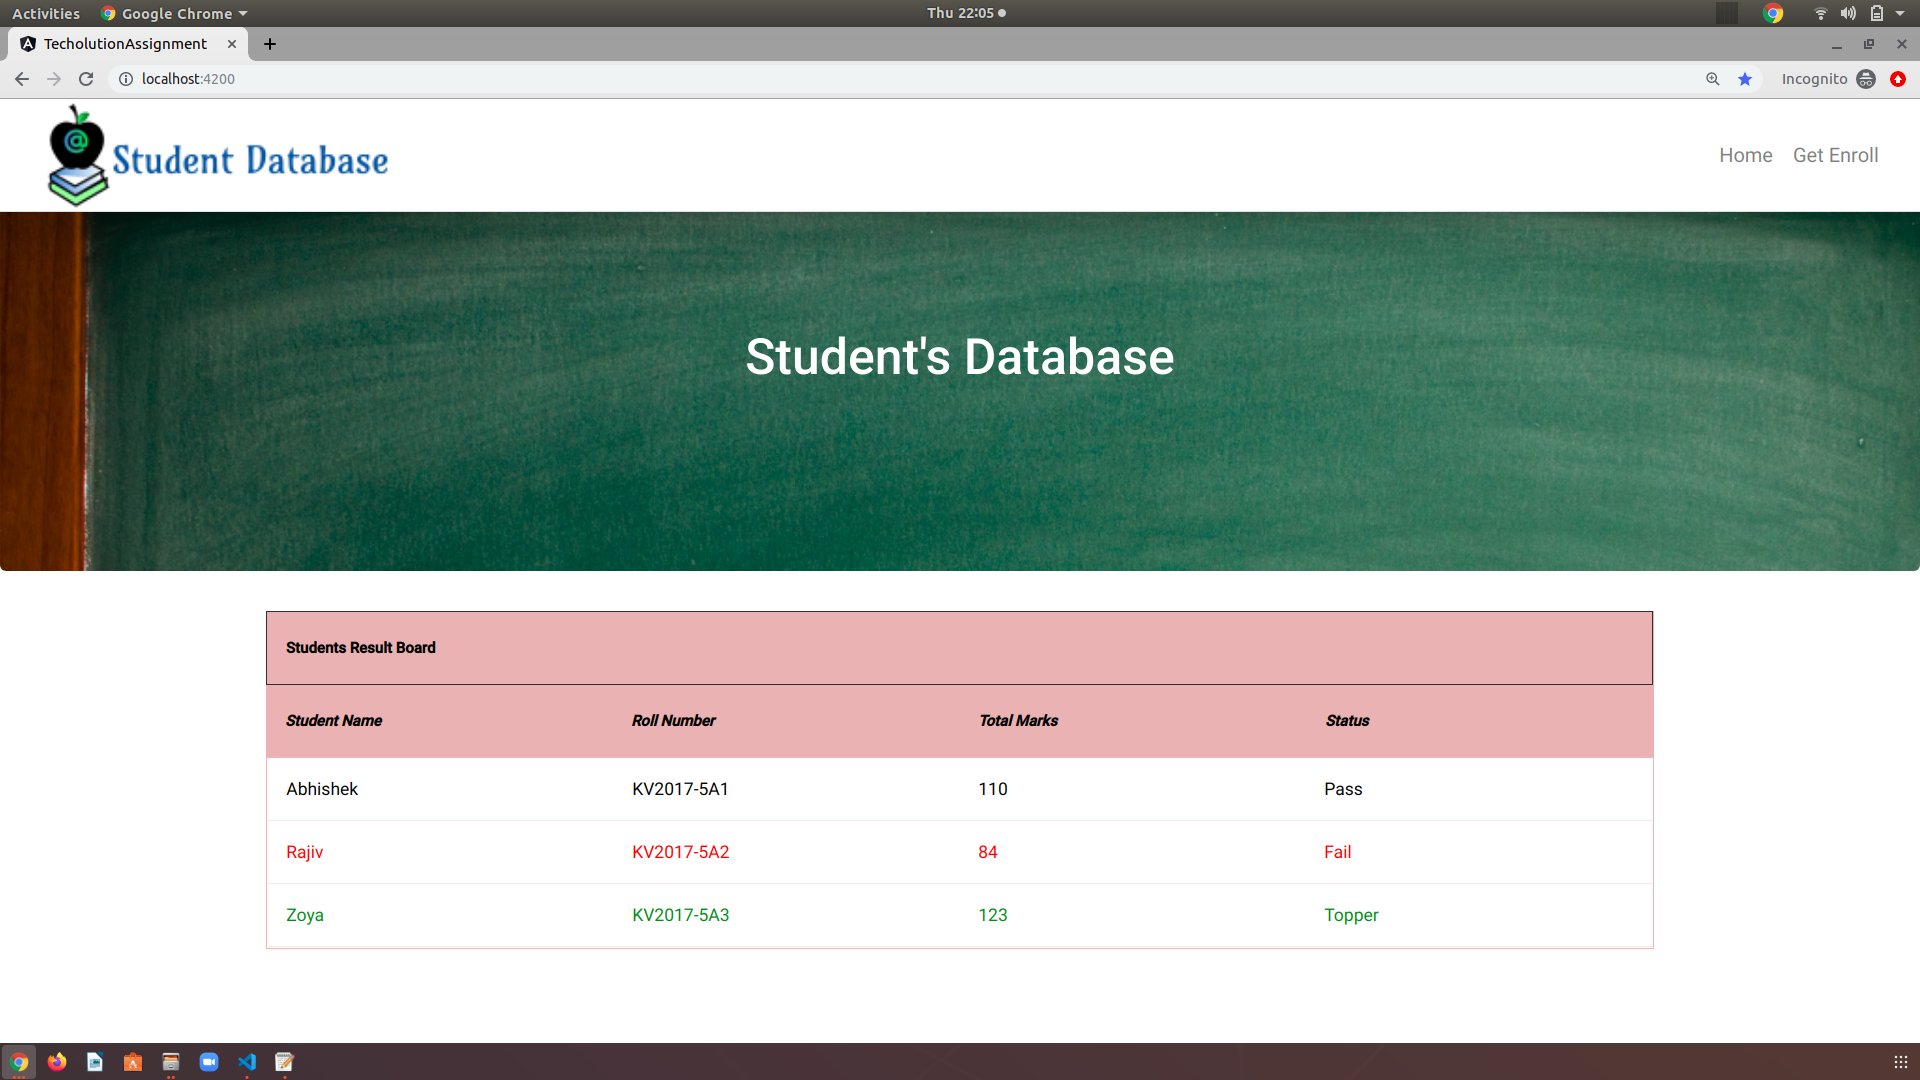 Activities Google Chrome Thu 22:05
TecholutionAssignment
localhost:4200 Incognito
@
Student Database
Home Get Enroll
Student's Database
Students Result Board
Student Name Roll Number Total Marks Status
Abhishek KV2017-5A1 110 Pass
Rajiv KV2017-5A2 84 Fail
Zoya KV2017-5A3 123 Topper